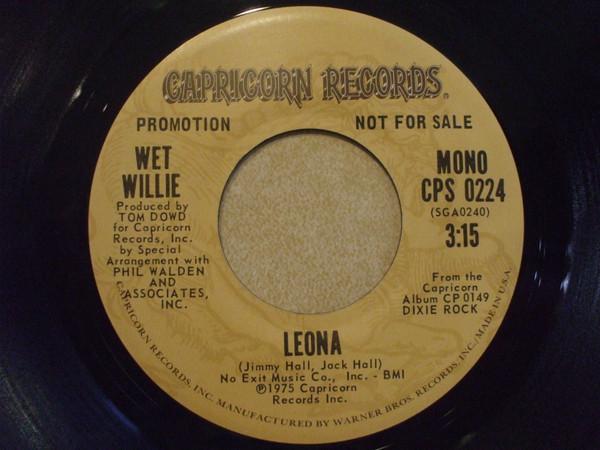 CAPRICORN RECORDS®
PROMOTION
NOT FOR SALE
WET
WILLIE
Produced by
TOM DOWD
for Capricorn
Records, Inc.
by Special
Arrangement with
PHIL WALDEN
AND
ASSOCIATES,
INC.
MONO
CPS 0224
(SGA0240)
3:15
From the
Capricorn
Album CP 0149
DIXIE ROCK
LEONA
(Jimmy Hall, Jack Hall)
No Exit Music Co., Inc. - BMI
℗1975 Capricorn
Records Inc.
CAPRICORN RECORDS, INC. MANUFACTURED BY WARNER BROS. RECORDS, INC./MADE IN U.S.A.